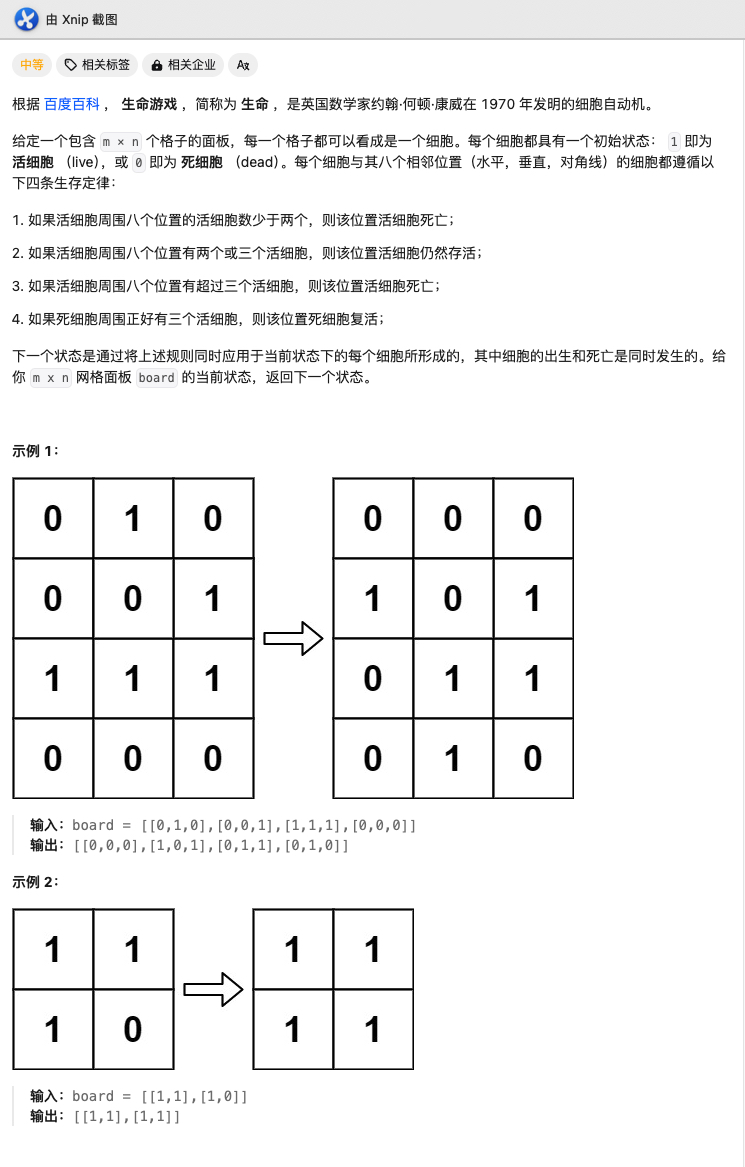 由 Xnip 截图
中等 相关标签 相关企业 Aa
根据 百度百科 ， 生命游戏 ，简称为 生命 ，是英国数学家约翰·何顿·康威在 1970 年发明的细胞自动机。
给定一个包含 m × n 个格子的面板，每一个格子都可以看成是一个细胞。每个细胞都具有一个初始状态： 1 即为
活细胞 （live），或 0 即为 死细胞 （dead）。每个细胞与其八个相邻位置（水平，垂直，对角线）的细胞都遵循以
下四条生存定律：
1. 如果活细胞周围八个位置的活细胞数少于两个，则该位置活细胞死亡；
2. 如果活细胞周围八个位置有两个或三个活细胞，则该位置活细胞仍然存活；
3. 如果活细胞周围八个位置有超过三个活细胞，则该位置活细胞死亡；
4. 如果死细胞周围正好有三个活细胞，则该位置死细胞复活；
下一个状态是通过将上述规则同时应用于当前状态下的每个细胞所形成的，其中细胞的出生和死亡是同时发生的。给
你 m x n 网格面板 board 的当前状态，返回下一个状态。
示例 1：
0 1 0 0 0 0
0 0 1 1 0 1
1 1 1 0 1 1
0 0 0 0 1 0
输入：board = [[0,1,0],[0,0,1],[1,1,1],[0,0,0]]
输出：[[0,0,0],[1,0,1],[0,1,1],[0,1,0]]
示例 2：
1 1 1 1
1 0 1 1
输入：board = [[1,1],[1,0]]
输出：[[1,1],[1,1]]